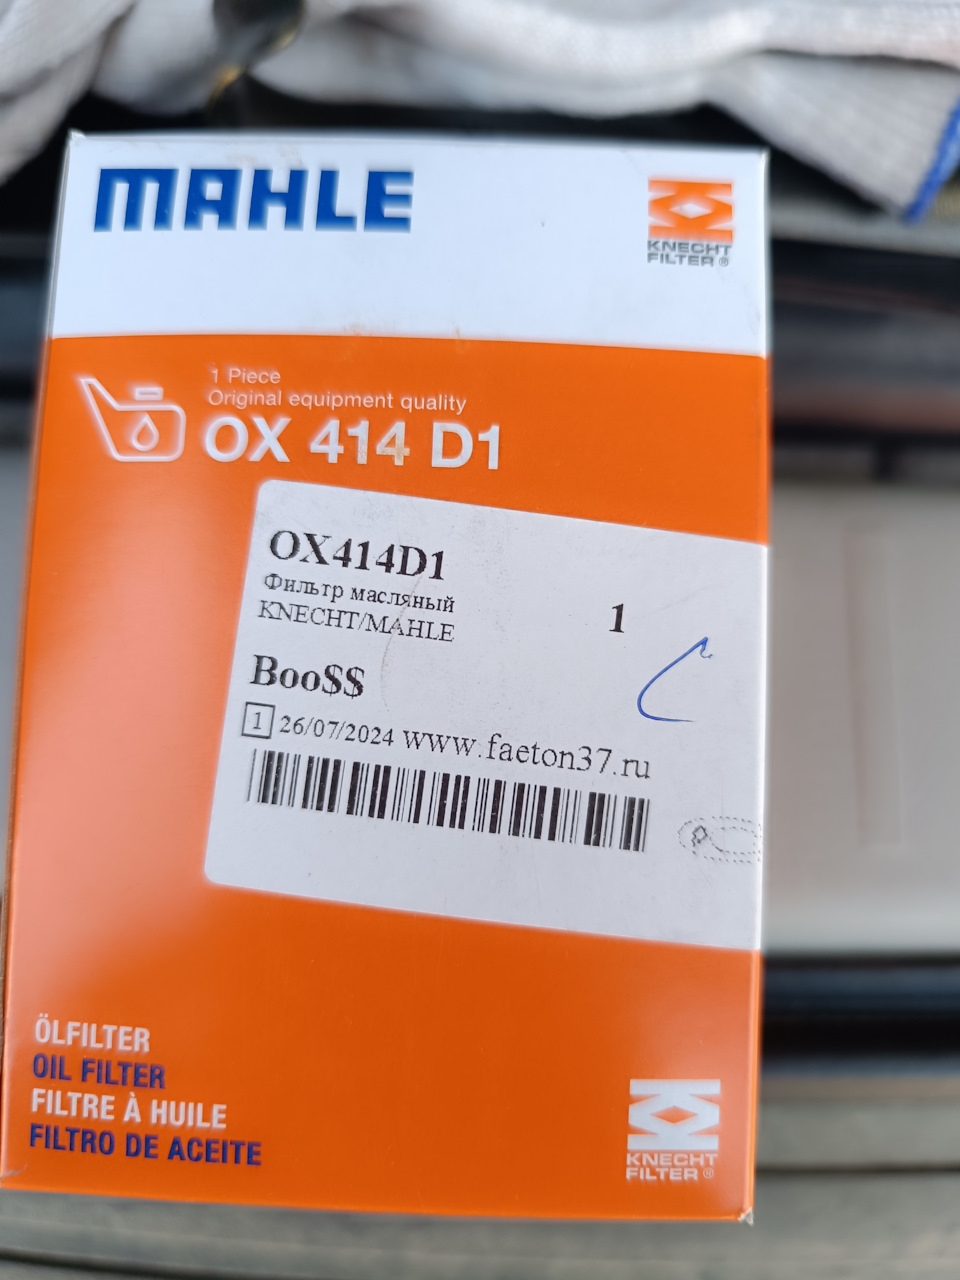 MAHLE
KNECHT
FILTER®
1 Piece
Original equipment quality
OX 414 D1
OX414D1
Фильтр масляный
KNECHT/MAHLE
1
Boo$$
1 26/07/2024 www.faeton37.ru
ÖLFILTER
OIL FILTER
FILTRE À HUILE
FILTRO DE ACEITE
KNECHT
FILTER®